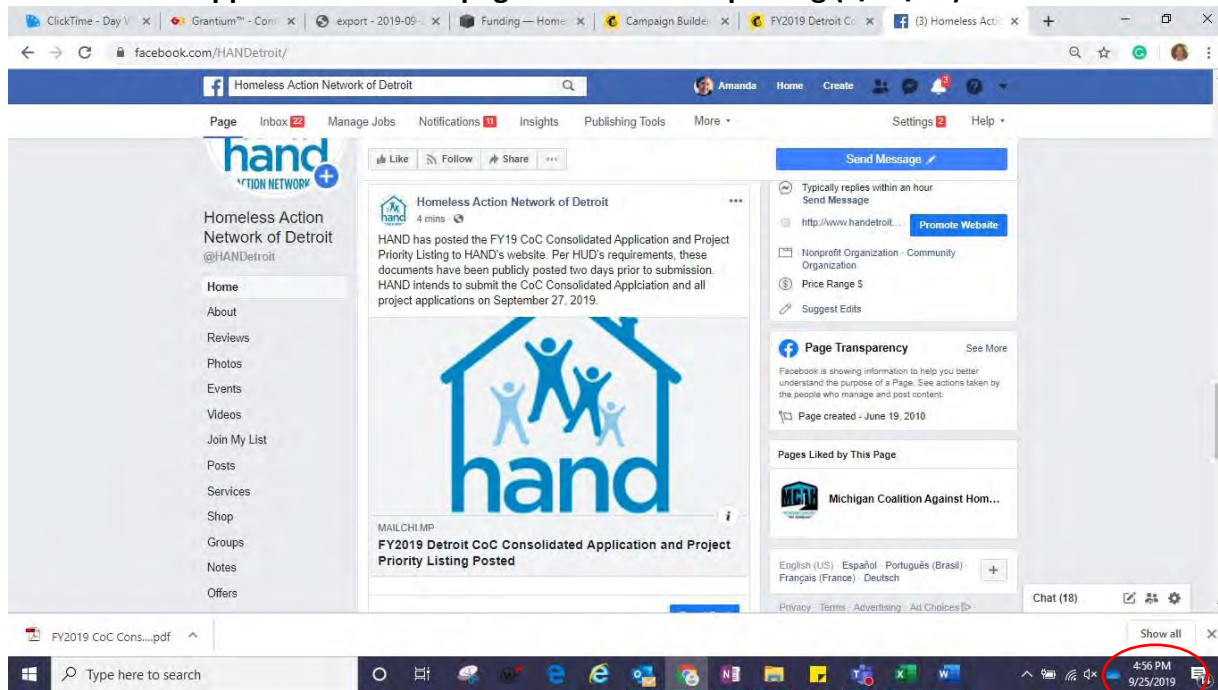 ClickTime - Day V
Grantium™ - Com
export - 2019-09-
Funding — Home
Campaign Builder
FY2019 Detroit Co
(3) Homeless Acti
facebook.com/HANDetroit/
Homeless Action Network of Detroit
Amanda Home Create 3
Page Inbox 22 Manage Jobs Notifications 11 Insights Publishing Tools More Settings 2 Help
hand
ACTION NETWORK
Homeless Action
Network of Detroit
@HANDetroit
Home
About
Reviews
Photos
Events
Videos
Join My List
Posts
Services
Shop
Groups
Notes
Offers
Like Follow Share ...
hand
Homeless Action Network of Detroit
4 mins
HAND has posted the FY19 CoC Consolidated Application and Project
Priority Listing to HAND's website. Per HUD's requirements, these
documents have been publicly posted two days prior to submission.
HAND intends to submit the CoC Consolidated Applciation and all
project applications on September 27, 2019.
hand
i
MAILCHI.MP
FY2019 Detroit CoC Consolidated Application and Project
Priority Listing Posted
Send Message
Typically replies within an hour
Send Message
http://www.handetroit...
Promote Website
Nonprofit Organization · Community
Organization
Price Range $
Suggest Edits
Page Transparency See More
Facebook is showing information to help you better
understand the purpose of a Page. See actions taken by
the people who manage and post content.
Page created - June 19, 2010
Pages Liked by This Page
MCAH
Michigan Coalition Against Hom...
English (US) · Español · Português (Brasil) ·
Français (France) · Deutsch
+
Privacy · Terms · Advertising · Ad Choices ·
Chat (18)
FY2019 CoC Cons....pdf
Show all
Type here to search
4:56 PM
9/25/2019